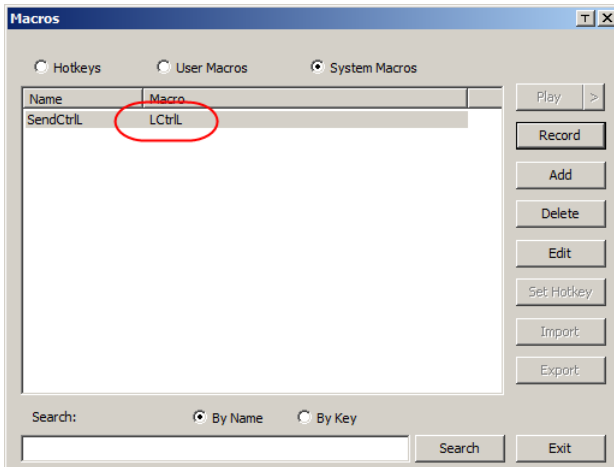 Macros
Hotkeys User Macros System Macros
Name Macro
SendCtrlL LCtrlL
Play >
Record
Add
Delete
Edit
Set Hotkey
Import
Export
Search: By Name By Key
Search Exit